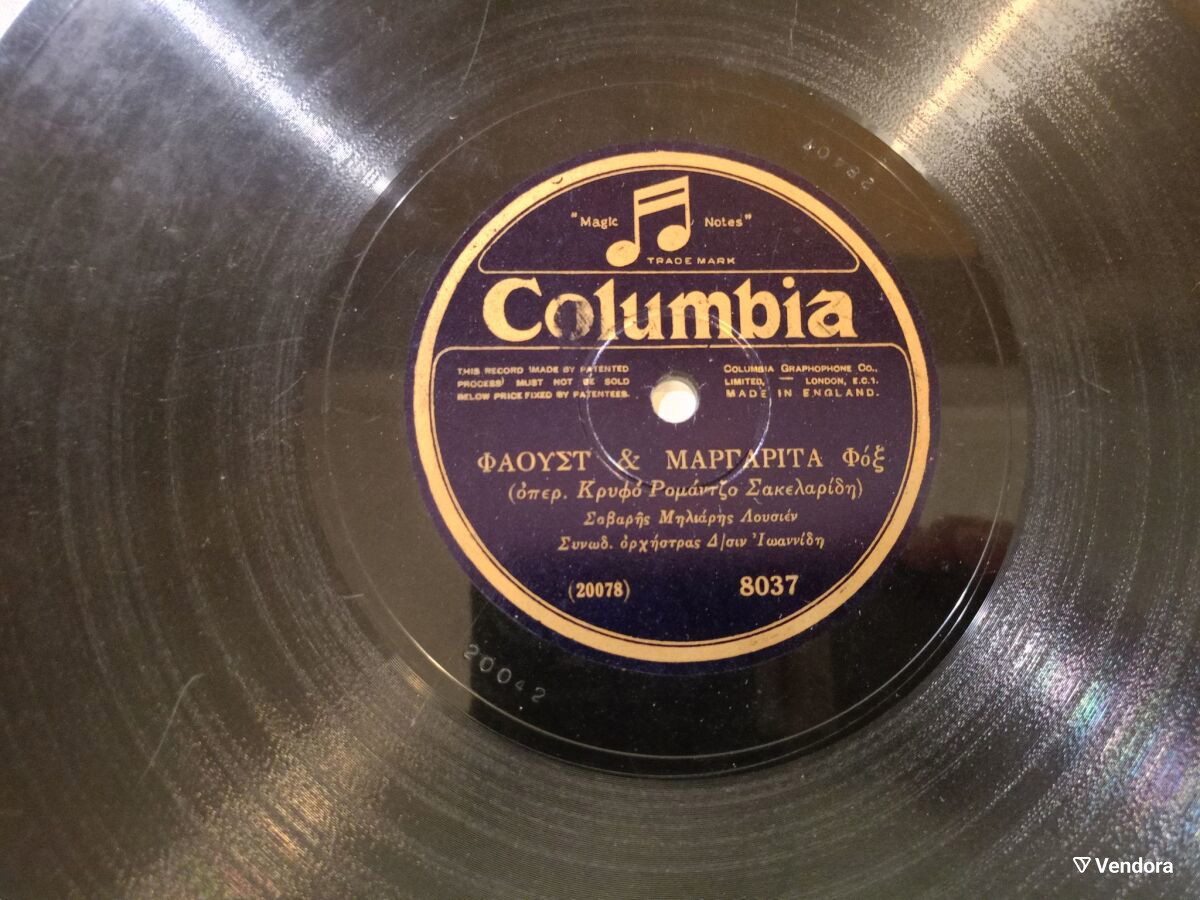 "Magic Notes"
TRADE MARK
Columbia
THIS RECORD (MADE BY PATENTED
PROCESS) MUST NOT BE SOLD
BELOW PRICE FIXED BY PATENTEES.
COLUMBIA GRAPHOPHONE CO.,
LIMITED, — LONDON, E.C.1.
MADE IN ENGLAND.
ΦΑΟΥΣΤ & ΜΑΡΓΑΡΙΤΑ Φόξ
(όπερ. Κρυφό Ρομάντζο Σακελαρίδη)
Σαβαρῆς Μηλιάρης Λουσιέν
Συνωδ. ὀρχήστρας Δ|σιν Ἰωαννίδη
(20078) 8037
20042
Vendora